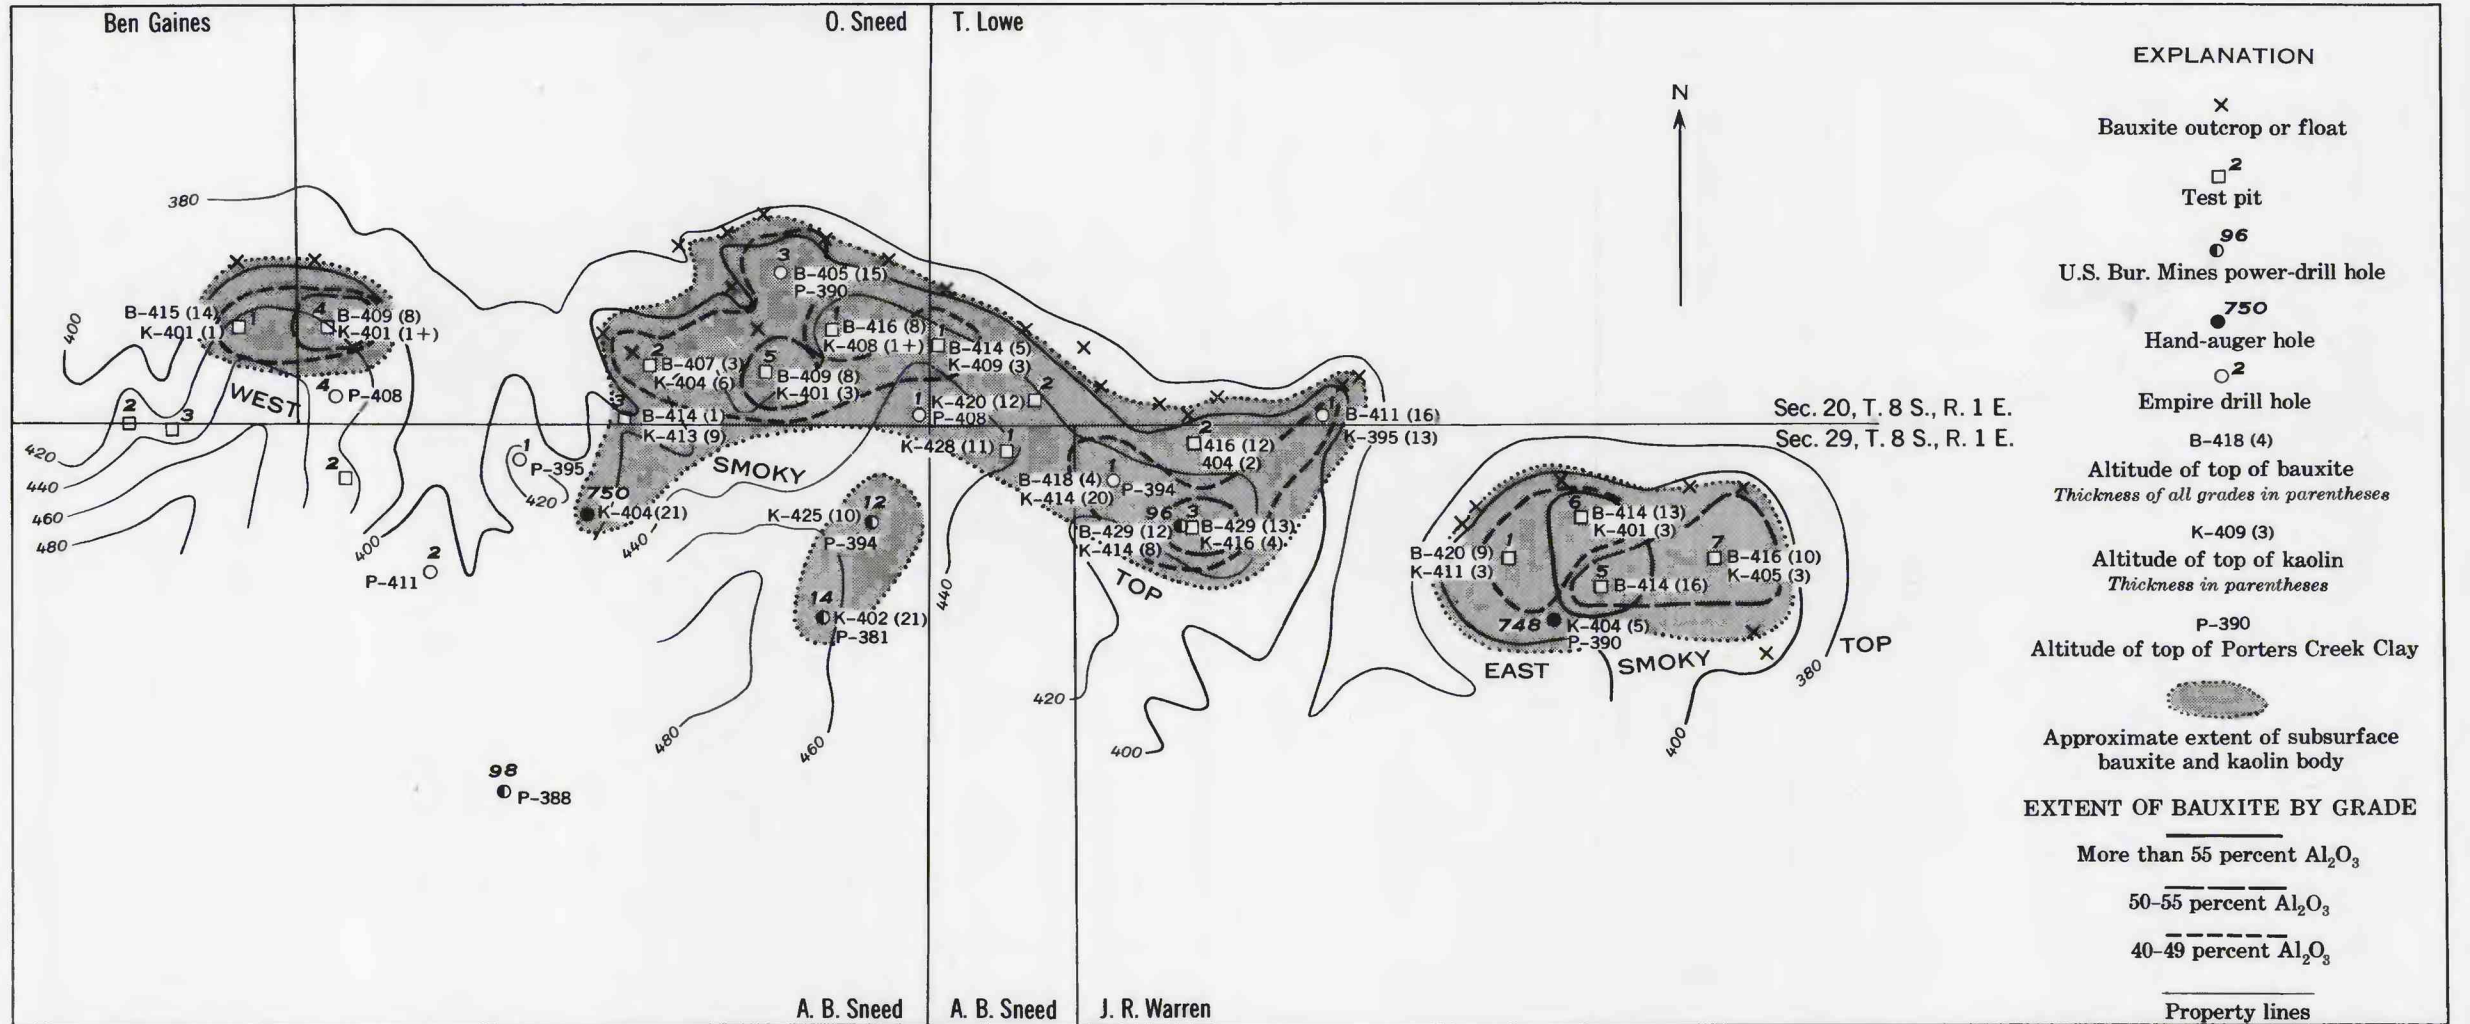 Ben Gaines
O. Sneed
T. Lowe
N
380
400
B-415 (14)
K-401 (1)
1
4
B-409 (8)
K-401 (1+)
WEST
4
P-408
2
3
2
420
440
460
480
400
2
P-411
1
P-395
420
3
B-405 (15)
P-390
1
B-416 (8)
K-408 (1+)
1
B-414 (5)
K-409 (3)
2
B-407 (3)
K-404 (6)
5
B-409 (8)
K-401 (3)
3
B-414 (1)
K-413 (9)
2
K-420 (12)
1
P-408
1
K-428 (11)
SMOKY
750
K-404 (21)
440
12
K-425 (10)
P-394
14
K-402 (21)
P-381
480
460
440
98
P-388
1
B-411 (16)
K-395 (13)
2
416 (12)
404 (2)
1
B-418 (4)
P-394
K-414 (20)
96
3
B-429 (13)
K-416 (4)
B-429 (12)
K-414 (8)
TOP
420
400
Sec. 20, T. 8 S., R. 1 E.
Sec. 29, T. 8 S., R. 1 E.
6
B-414 (13)
K-401 (3)
1
B-420 (9)
K-411 (3)
7
B-416 (10)
K-405 (3)
5
B-414 (16)
748
K-404 (5)
P-390
EAST
SMOKY
TOP
380
400
A. B. Sneed
A. B. Sneed
J. R. Warren
EXPLANATION
Bauxite outcrop or float
2
Test pit
96
U.S. Bur. Mines power-drill hole
750
Hand-auger hole
2
Empire drill hole
B-418 (4)
Altitude of top of bauxite
Thickness of all grades in parentheses
K-409 (3)
Altitude of top of kaolin
Thickness in parentheses
P-390
Altitude of top of Porters Creek Clay
Approximate extent of subsurface
bauxite and kaolin body
EXTENT OF BAUXITE BY GRADE
More than 55 percent Al₂O₃
50-55 percent Al₂O₃
40-49 percent Al₂O₃
Property lines